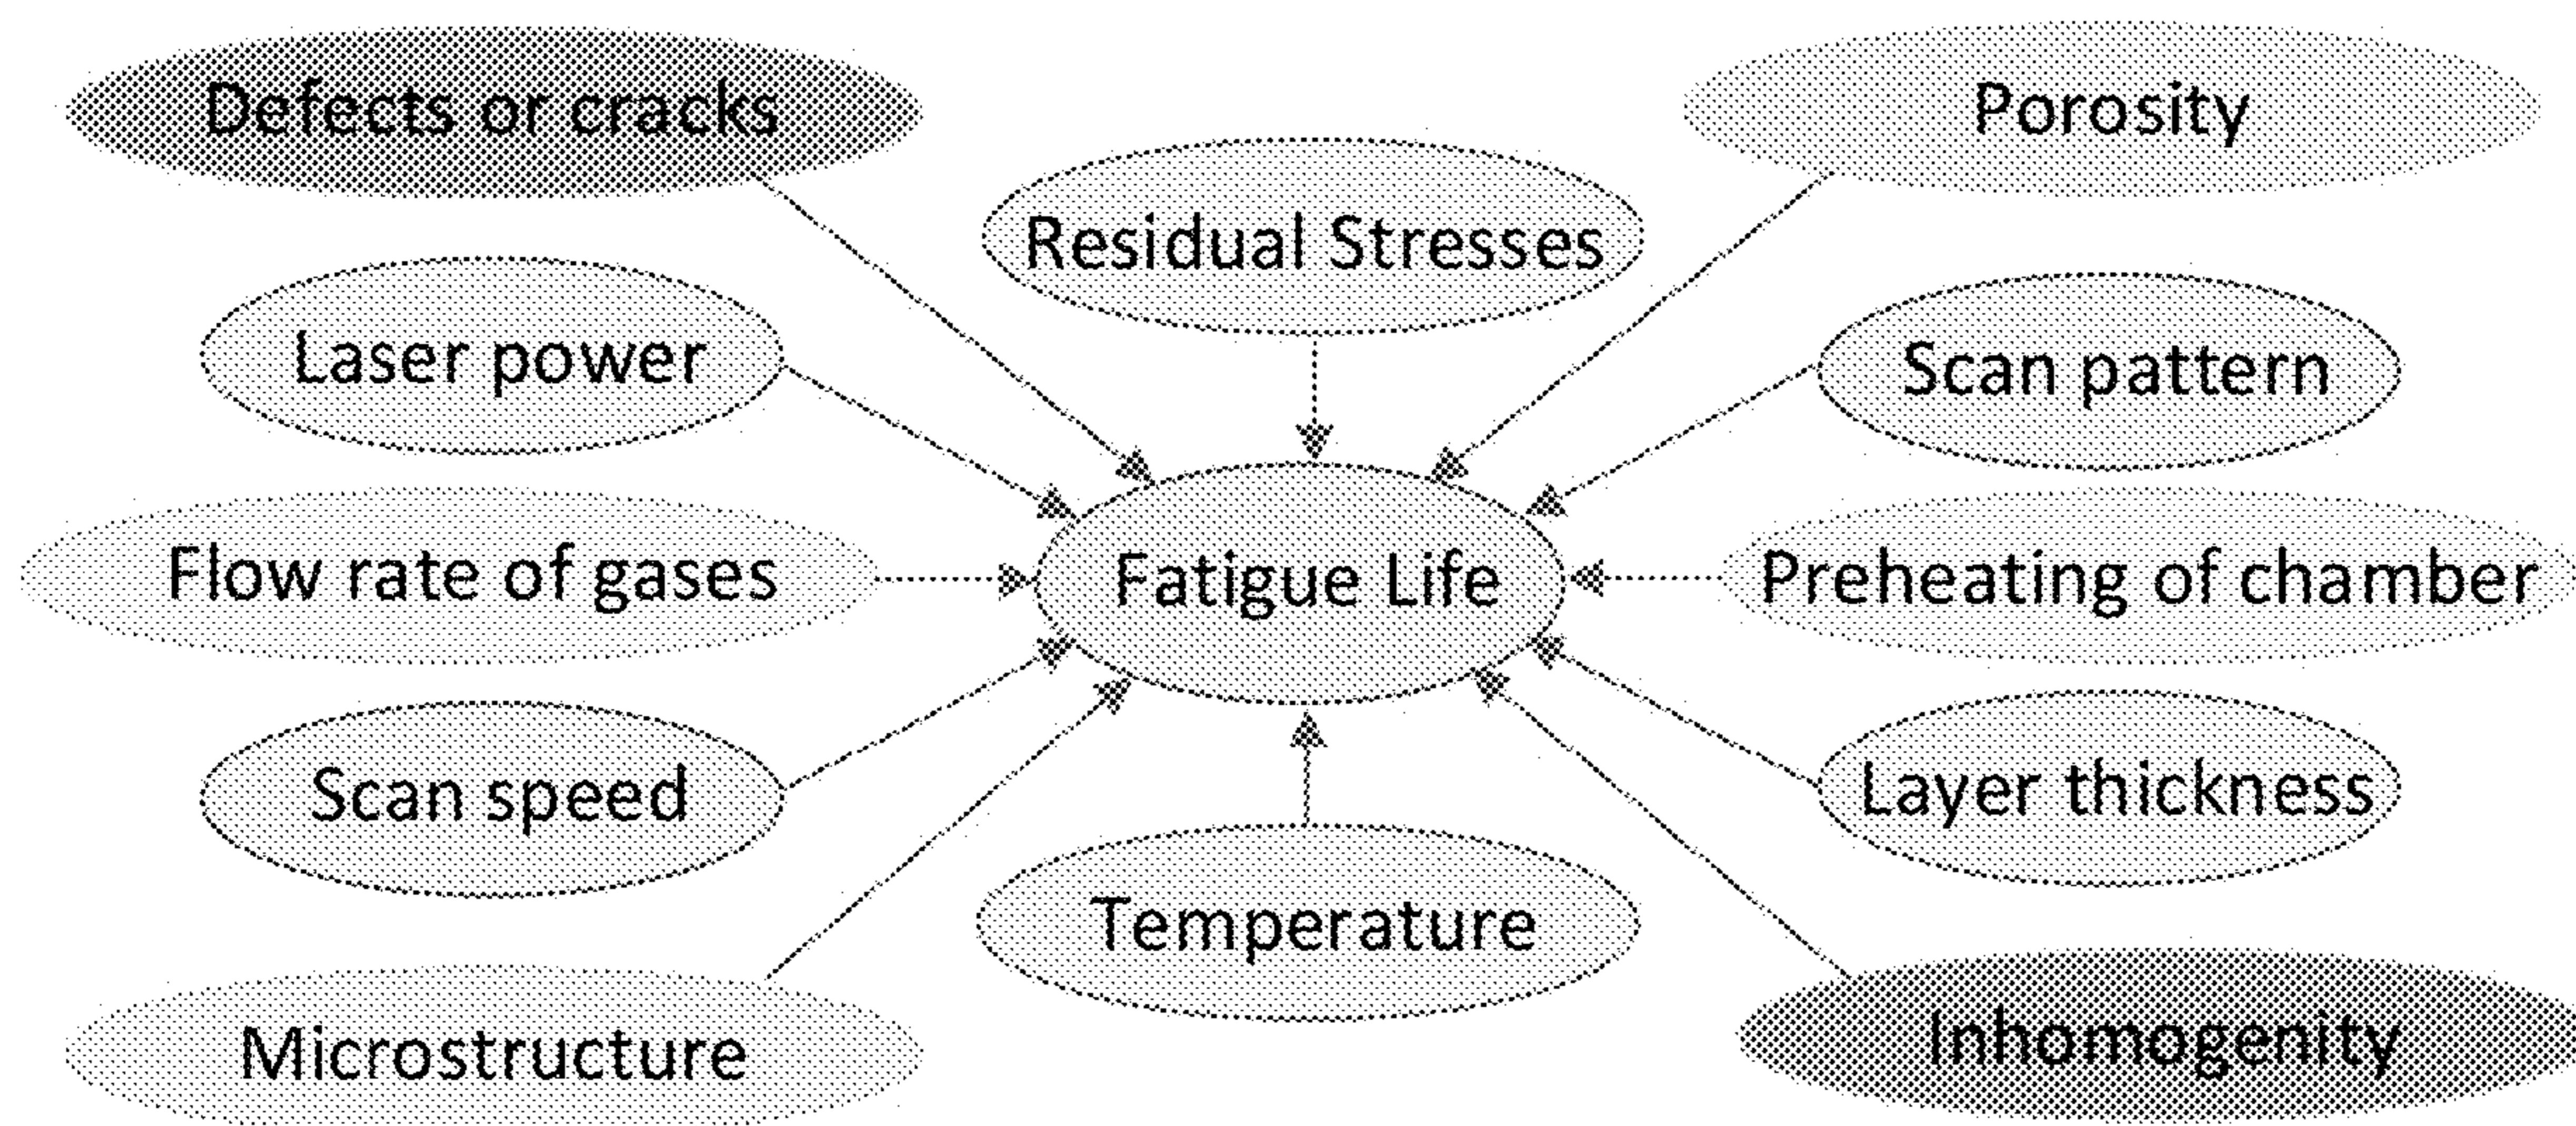 Defects or cracks
Porosity
Residual Stresses
Laser power
Scan pattern
Flow rate of gases
Fatigue Life
Preheating of chamber
Scan speed
Layer thickness
Temperature
Microstructure
Inhomogenity